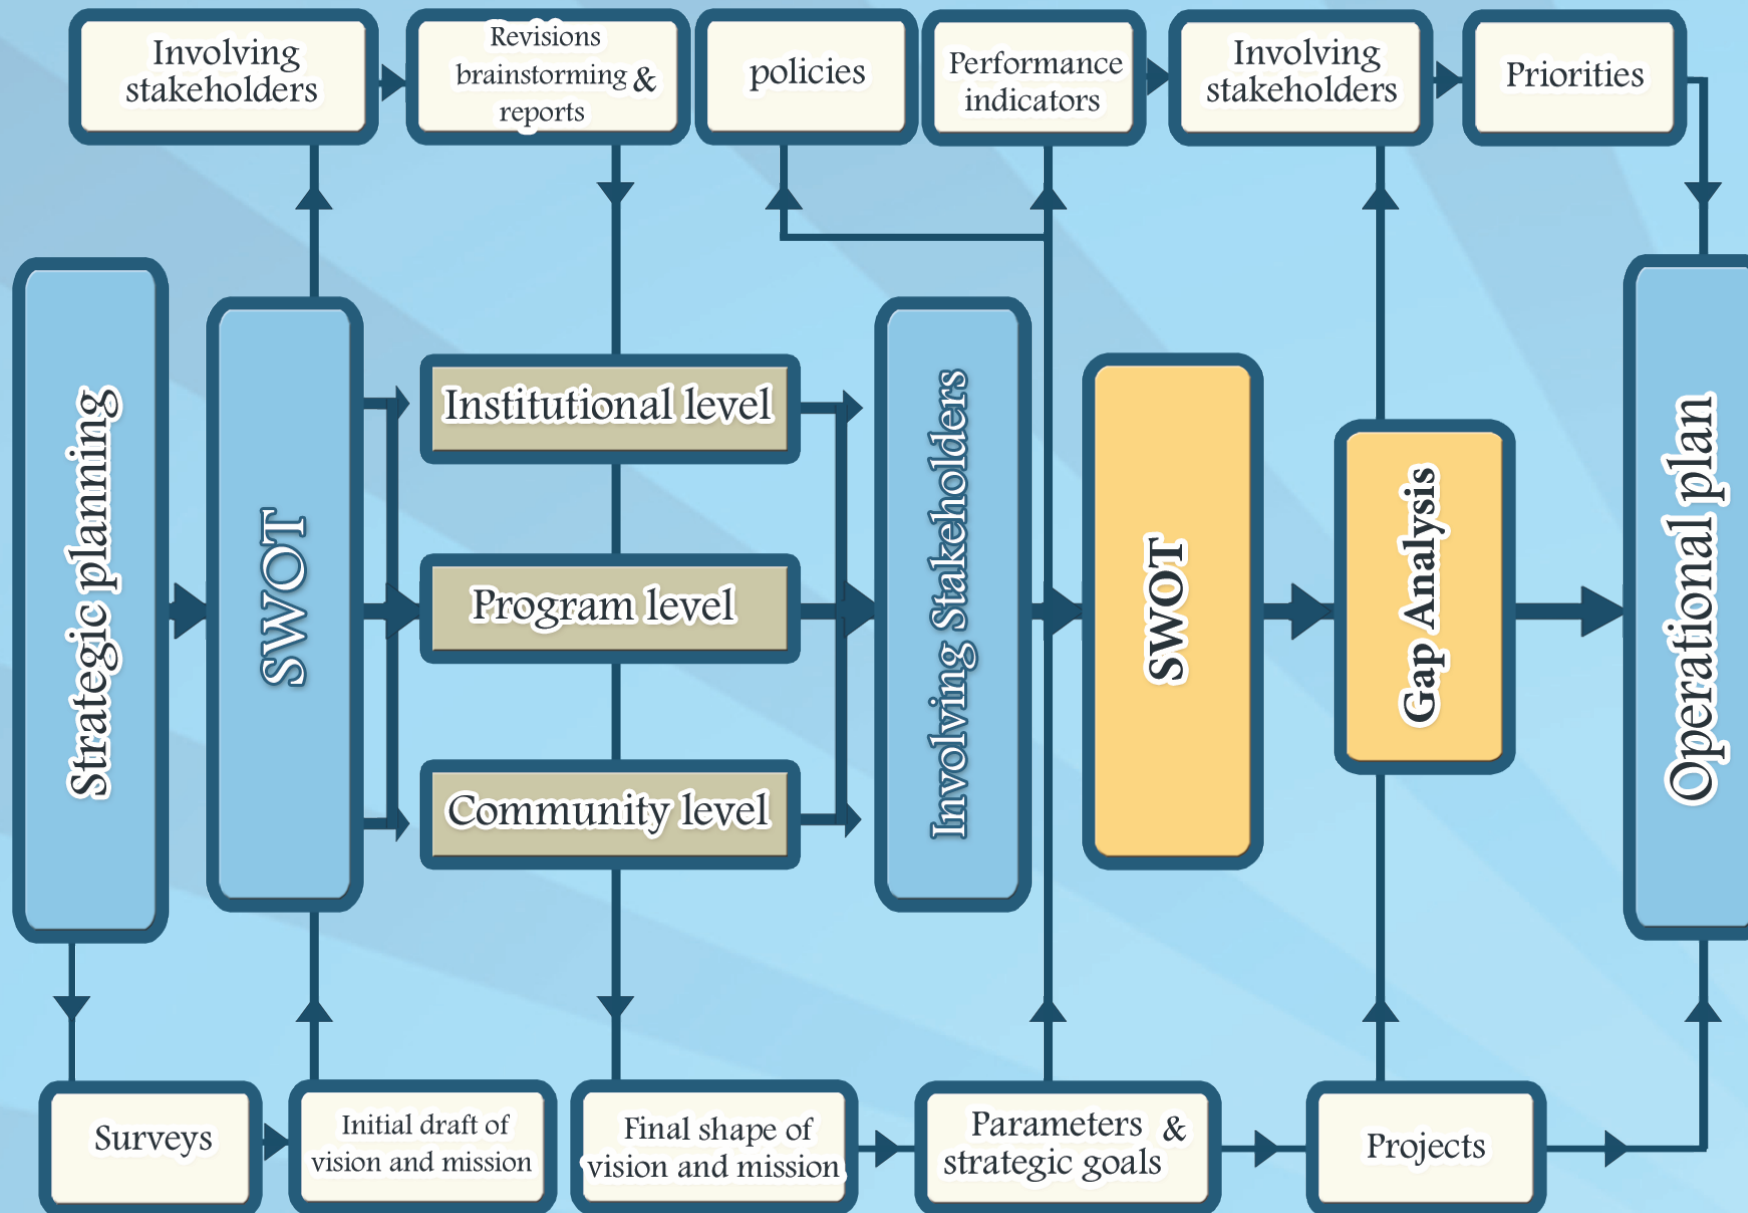 Involving
stakeholders
Revisions
brainstorming &
reports
policies
Performance
indicators
Involving
stakeholders
Priorities
Strategic planning
SWOT
Institutional level
Program level
Community level
Involving Stakeholders
SWOT
Gap Analysis
Operational plan
Surveys
Initial draft of
vision and mission
Final shape of
vision and mission
Parameters &
strategic goals
Projects